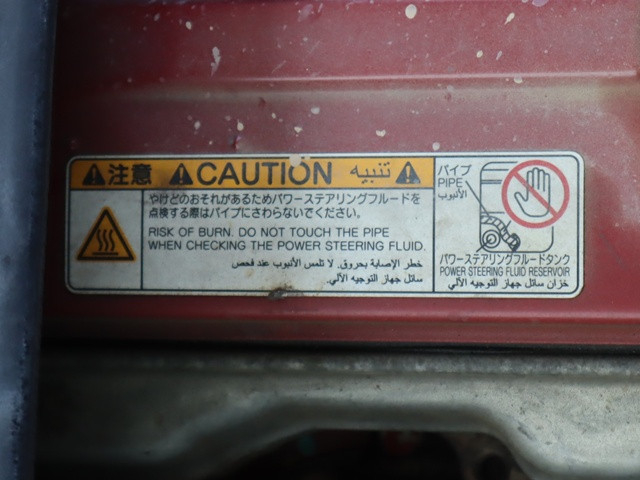 注意 CAUTION تنبيه
やけどのおそれがあるためパワーステアリングフルードを
点検する際はパイプにさわらないでください。
RISK OF BURN. DO NOT TOUCH THE PIPE
WHEN CHECKING THE POWER STEERING FLUID.
خطر الإصابة بحروق. لا تلمس الأنبوب عند فحص
سائل جهاز التوجيه الآلي.
パイプ
PIPE
الأنبوب
パワーステアリングフルードタンク
POWER STEERING FLUID RESERVOIR
خزان سائل جهاز التوجيه الآلي